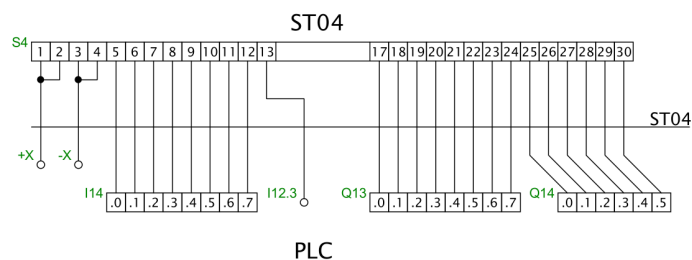 ST04
S4 1 2 3 4 5 6 7 8 9 10 11 12 13 17 18 19 20 21 22 23 24 25 26 27 28 29 30
ST04
+X -X
I14 .0 .1 .2 .3 .4 .5 .6 .7 I12.3 Q13 .0 .1 .2 .3 .4 .5 .6 .7 Q14 .0 .1 .2 .3 .4 .5
PLC